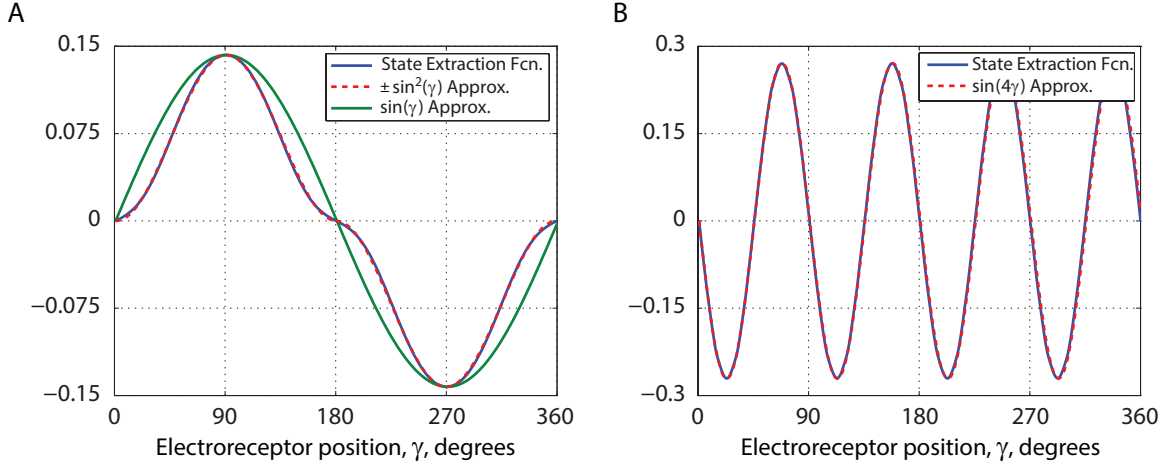 A
0.15
0.075
0
−0.075
−0.15
0
90
180
270
360
State Extraction Fcn.
± sin²(γ) Approx.
sin(γ) Approx.
Electroreceptor position, γ, degrees
B
0.3
0.15
0
−0.15
−0.3
0
90
180
270
360
State Extraction Fcn.
sin(4γ) Approx.
Electroreceptor position, γ, degrees